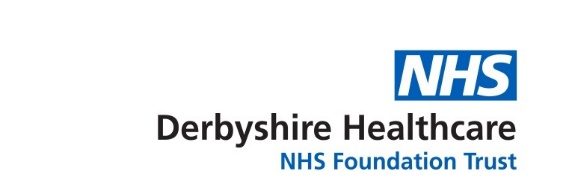 NHS
Derbyshire Healthcare
NHS Foundation Trust